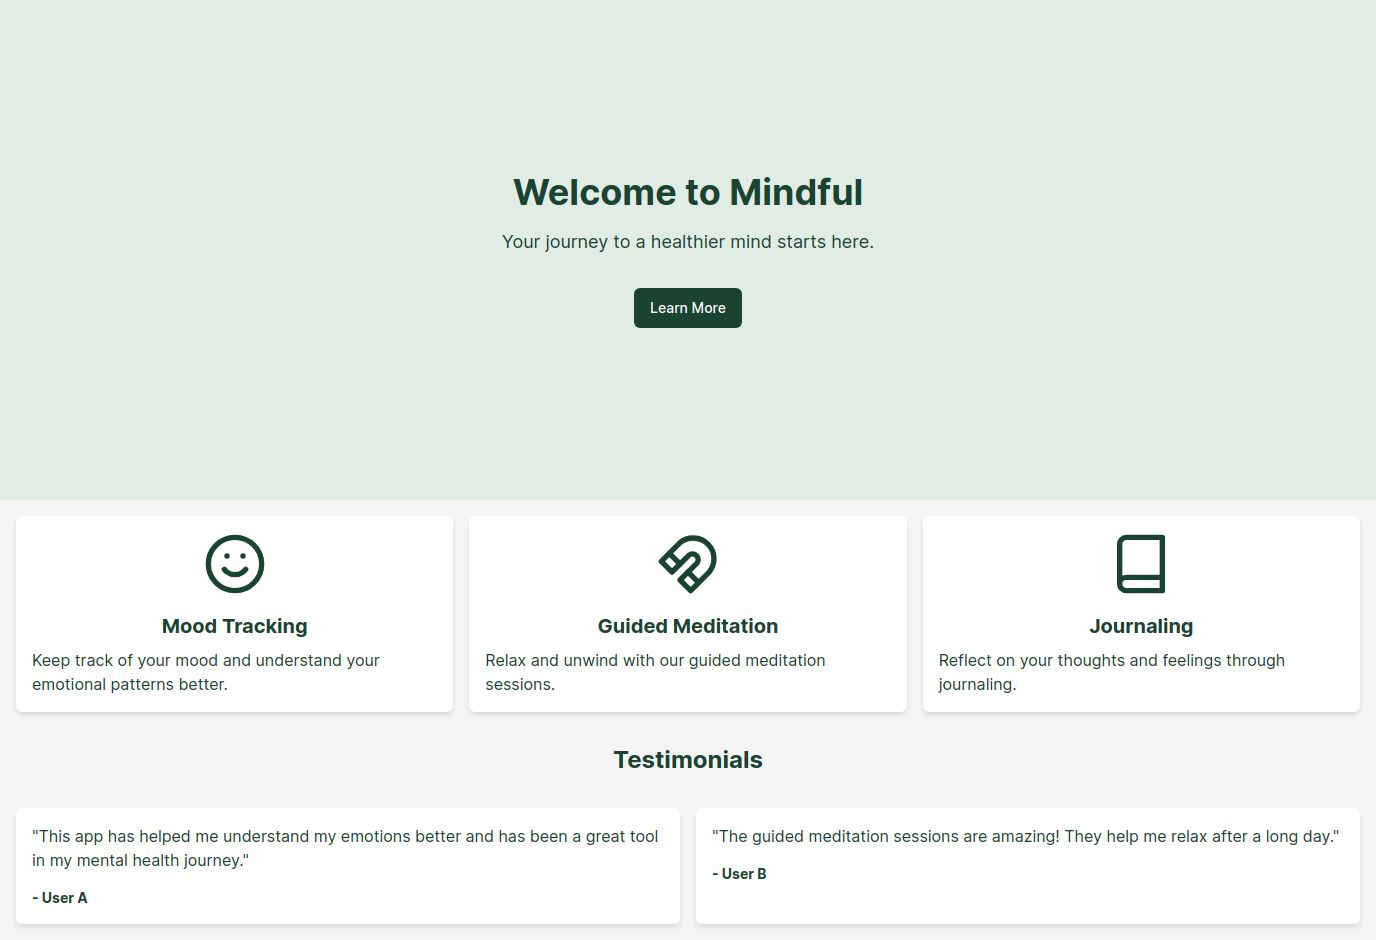 Welcome to Mindful
Your journey to a healthier mind starts here.
Learn More
Mood Tracking
Keep track of your mood and understand your
emotional patterns better.
Guided Meditation
Relax and unwind with our guided meditation
sessions.
Journaling
Reflect on your thoughts and feelings through
journaling.
Testimonials
"This app has helped me understand my emotions better and has been a great tool
in my mental health journey."
- User A
"The guided meditation sessions are amazing! They help me relax after a long day."
- User B